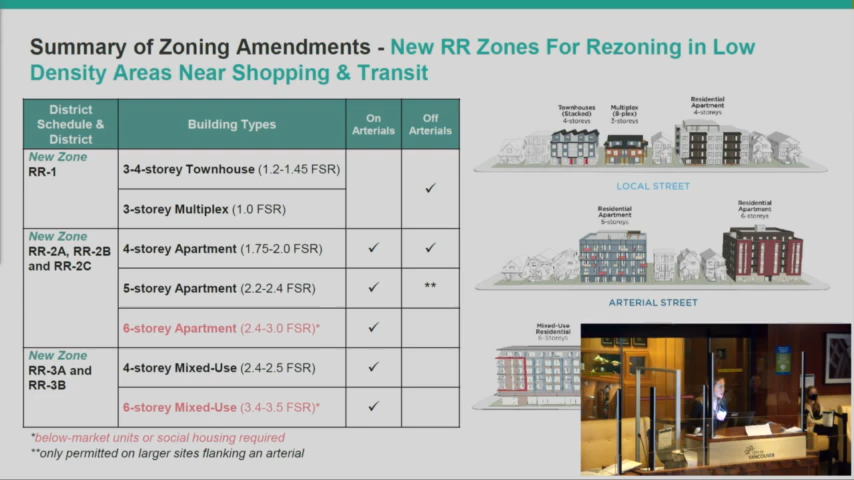 Summary of Zoning Amendments - New RR Zones For Rezoning in Low
Density Areas Near Shopping & Transit
District
Schedule &
District
Building Types
On
Arterials
Off
Arterials
New Zone
RR-1
3-4-storey Townhouse (1.2-1.45 FSR)
✓
3-storey Multiplex (1.0 FSR)
New Zone
RR-2A, RR-2B
and RR-2C
4-storey Apartment (1.75-2.0 FSR)
✓
✓
5-storey Apartment (2.2-2.4 FSR)
✓
**
6-storey Apartment (2.4-3.0 FSR)*
✓
New Zone
RR-3A and
RR-3B
4-storey Mixed-Use (2.4-2.5 FSR)
✓
6-storey Mixed-Use (3.4-3.5 FSR)*
✓
*below-market units or social housing required
**only permitted on larger sites flanking an arterial
Townhouses
(Stacked)
4-storeys
Multiplex
(8-plex)
3-storeys
Residential
Apartment
4-storeys
LOCAL STREET
Residential
Apartment
5-storeys
Residential
Apartment
6-storeys
ARTERIAL STREET
Mixed-Use
Residential
6-Storeys
CITY OF
VANCOUVER